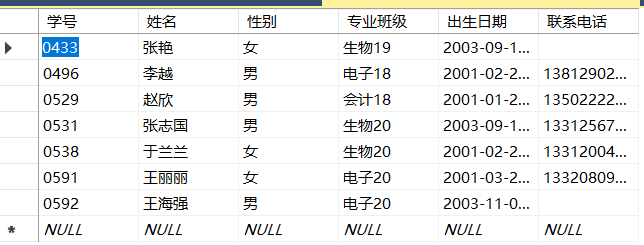 学号 姓名 性别 专业班级 出生日期 联系电话
0433 张艳 女 生物19 2003-09-1...
0496 李越 男 电子18 2001-02-2... 13812902...
0529 赵欣 男 会计18 2001-01-2... 13502222...
0531 张志国 男 生物20 2003-09-1... 13312567...
0538 于兰兰 女 生物20 2001-02-2... 13312004...
0591 王丽丽 女 电子20 2001-03-2... 13320809...
0592 王海强 男 电子20 2003-11-0...
NULL NULL NULL NULL NULL NULL